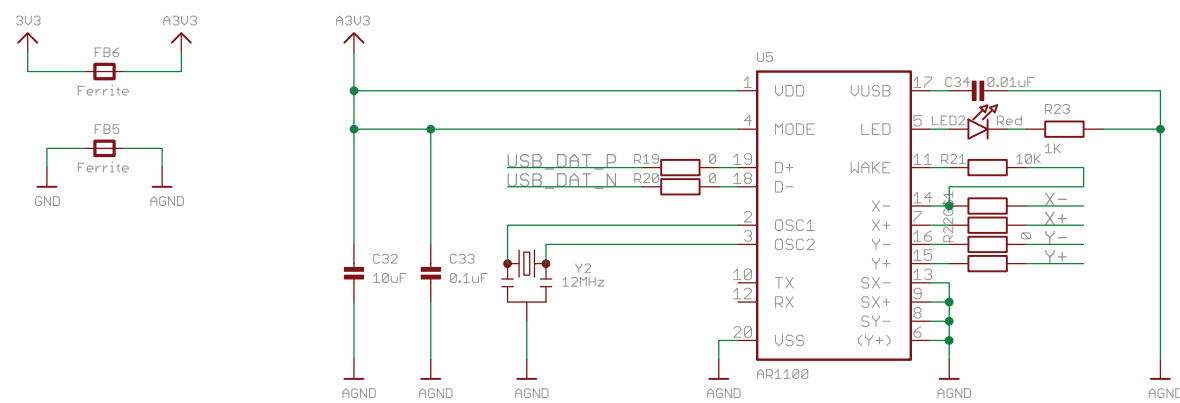 3V3
A3V3
A3V3
FB6
Ferrite
FB5
Ferrite
GND
AGND
U5
1 VDD VUSB 17
C34 0.01uF
4 MODE LED 5
LED2 Red
R23
1K
USB_DAT_P R19 0 19 D+
USB_DAT_N R20 0 18 D-
WAKE 11 R21 10K
X- 14 X-
2 OSC1 X+ 7 X+
3 OSC2 Y- 16 0 Y-
Y+ 15 Y+
C32
10uF
C33
0.1uF
Y2
12MHz
10 TX SX- 13
12 RX SX+ 9
SY- 8
20 VSS (Y+) 6
AR1100
AGND
AGND
AGND
AGND
AGND
AGND